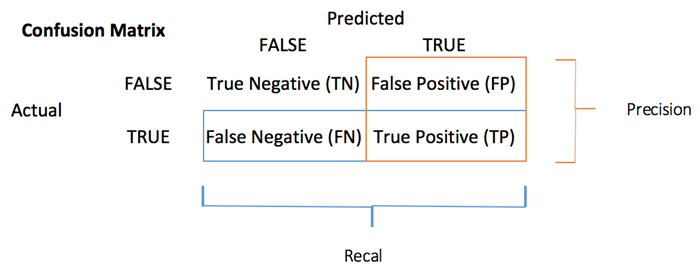 Confusion Matrix
Predicted
FALSE TRUE
FALSE True Negative (TN) False Positive (FP)
Actual
Precision
TRUE False Negative (FN) True Positive (TP)
Recal